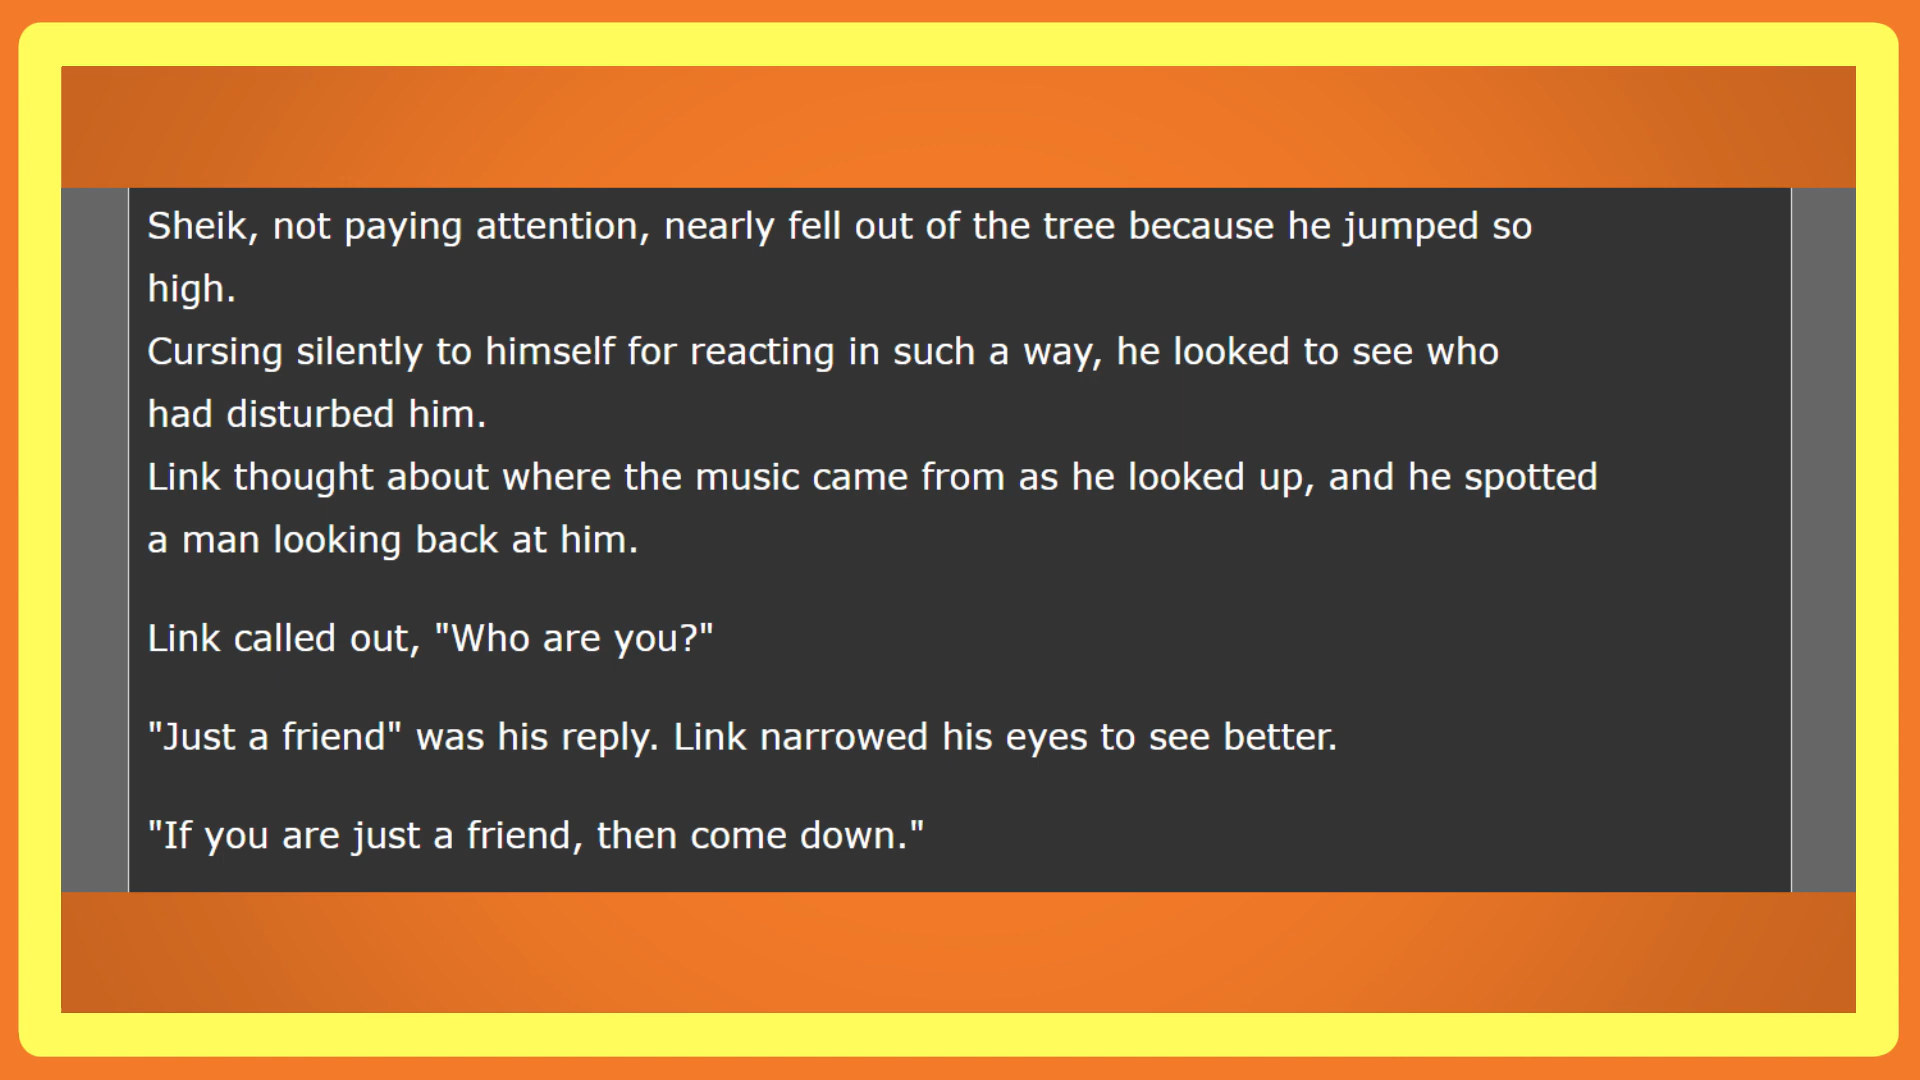 Sheik, not paying attention, nearly fell out of the tree because he jumped so
high.
Cursing silently to himself for reacting in such a way, he looked to see who
had disturbed him.
Link thought about where the music came from as he looked up, and he spotted
a man looking back at him.
Link called out, "Who are you?"
"Just a friend" was his reply. Link narrowed his eyes to see better.
"If you are just a friend, then come down."